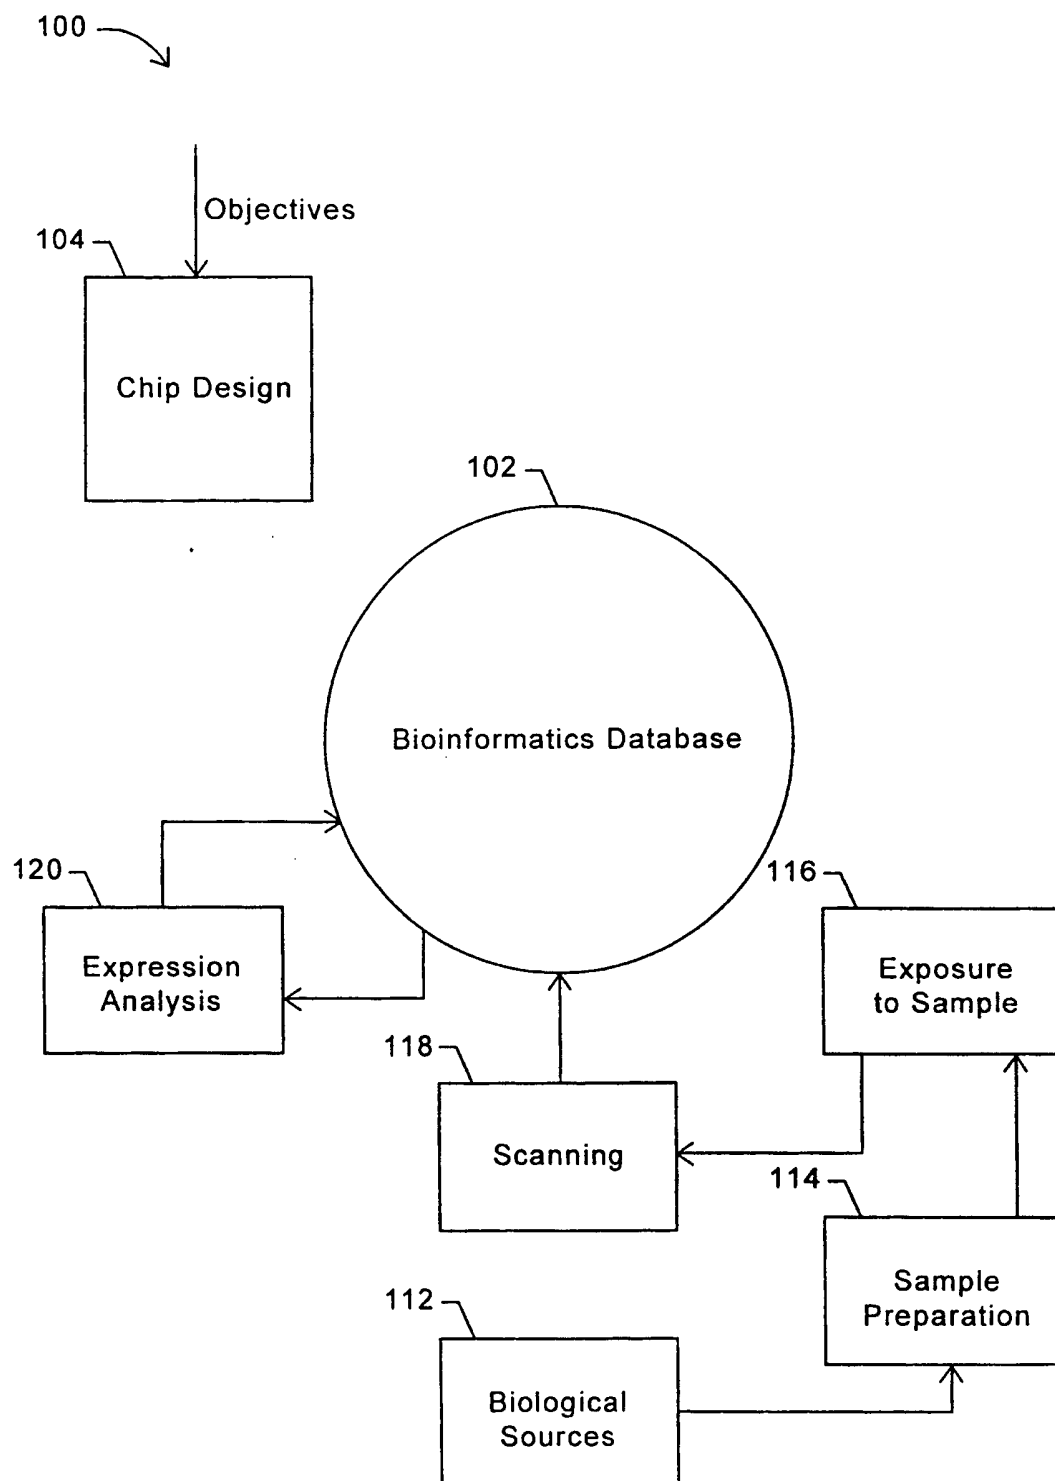 100
Objectives
104
Chip Design
102
Bioinformatics Database
120
116
Expression
Analysis
Exposure
to Sample
118
Scanning
114
Sample
Preparation
112
Biological
Sources